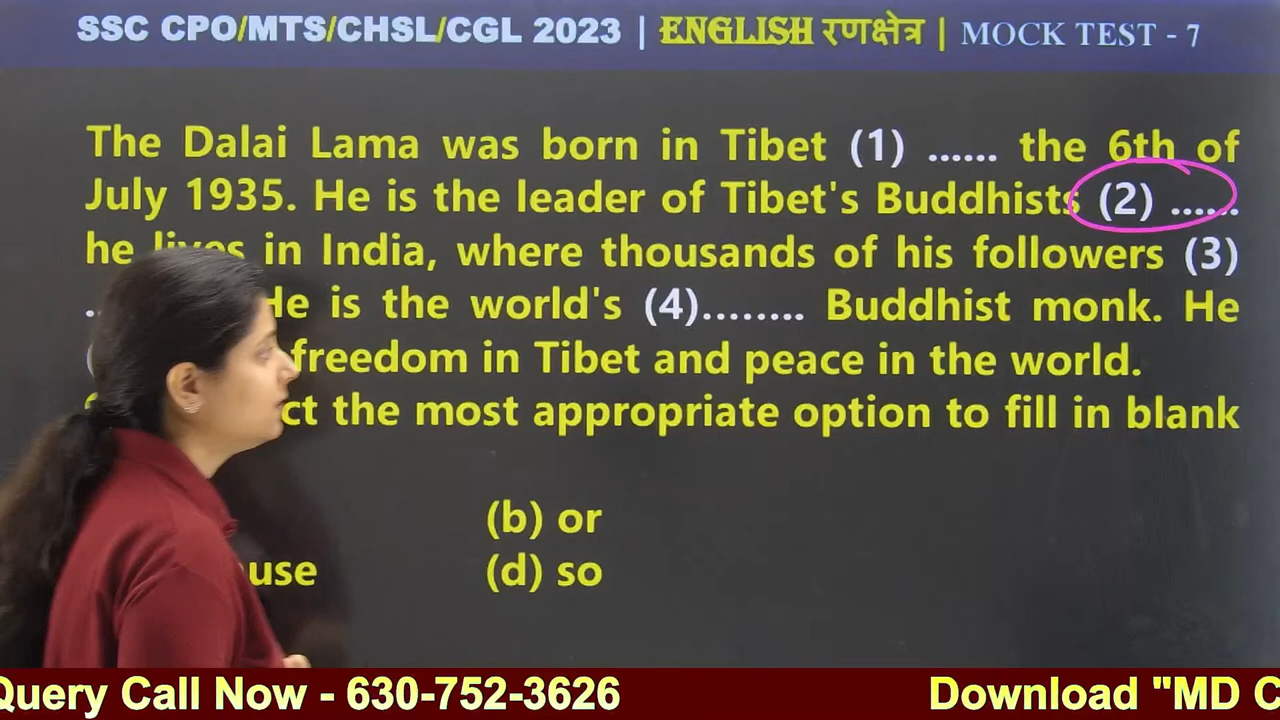 SSC CPO/MTS/CHSL/CGL 2023 | ENGLISH रणक्षेत्र | MOCK TEST - 7
The Dalai Lama was born in Tibet (1) ...... the 6th of
July 1935. He is the leader of Tibet's Buddhists (2) ......
he lives in India, where thousands of his followers (3)
He is the world's (4)........ Buddhist monk. He
freedom in Tibet and peace in the world.
the most appropriate option to fill in blank
(b) or
(d) so
Query Call Now - 630-752-3626
Download "MD